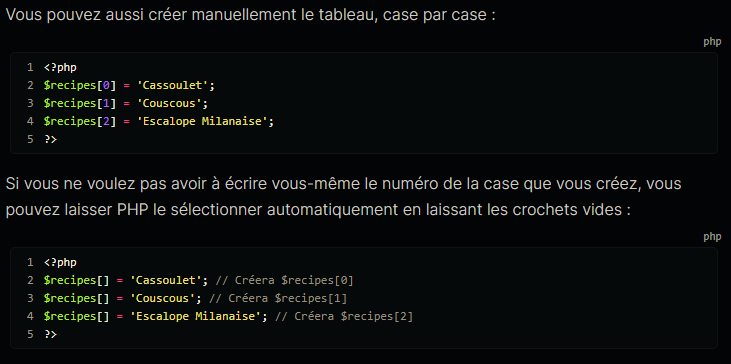 Vous pouvez aussi créer manuellement le tableau, case par case :
php
1 <?php
2 $recipes[0] = 'Cassoulet';
3 $recipes[1] = 'Couscous';
4 $recipes[2] = 'Escalope Milanaise';
5 ?>
Si vous ne voulez pas avoir à écrire vous-même le numéro de la case que vous créez, vous
pouvez laisser PHP le sélectionner automatiquement en laissant les crochets vides :
php
1 <?php
2 $recipes[] = 'Cassoulet'; // Créera $recipes[0]
3 $recipes[] = 'Couscous'; // Créera $recipes[1]
4 $recipes[] = 'Escalope Milanaise'; // Créera $recipes[2]
5 ?>